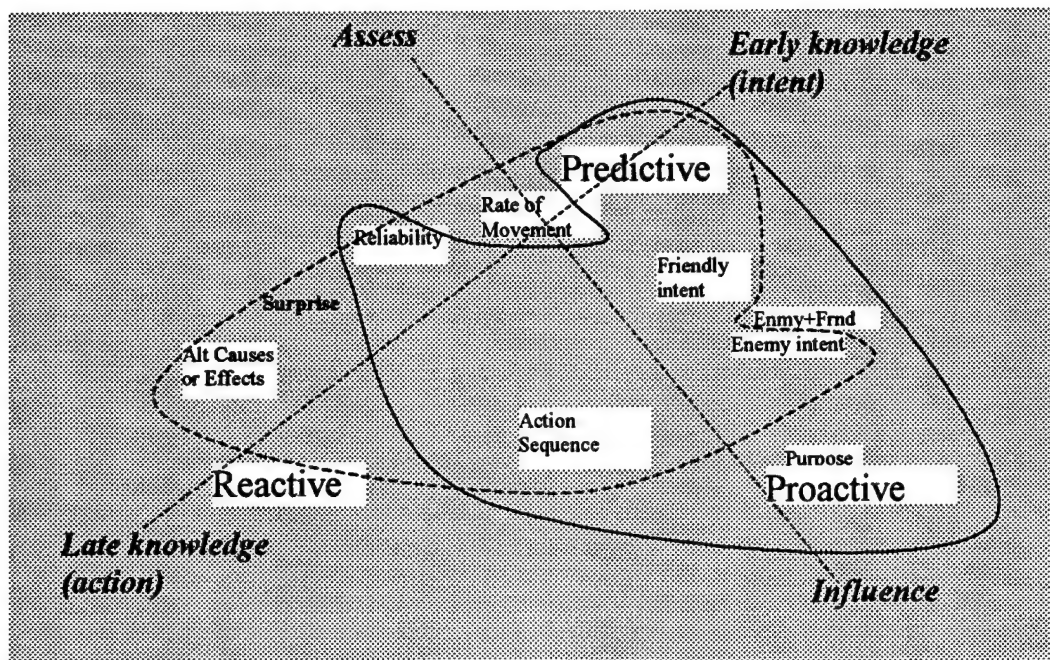 Assess
Early knowledge
(intent)
Predictive
Rate of
Movement
Reliability
Friendly
intent
Surprise
Enmy+Frnd
Enemy intent
Alt Causes
or Effects
Action
Sequence
Purpose
Reactive
Proactive
Late knowledge
(action)
Influence